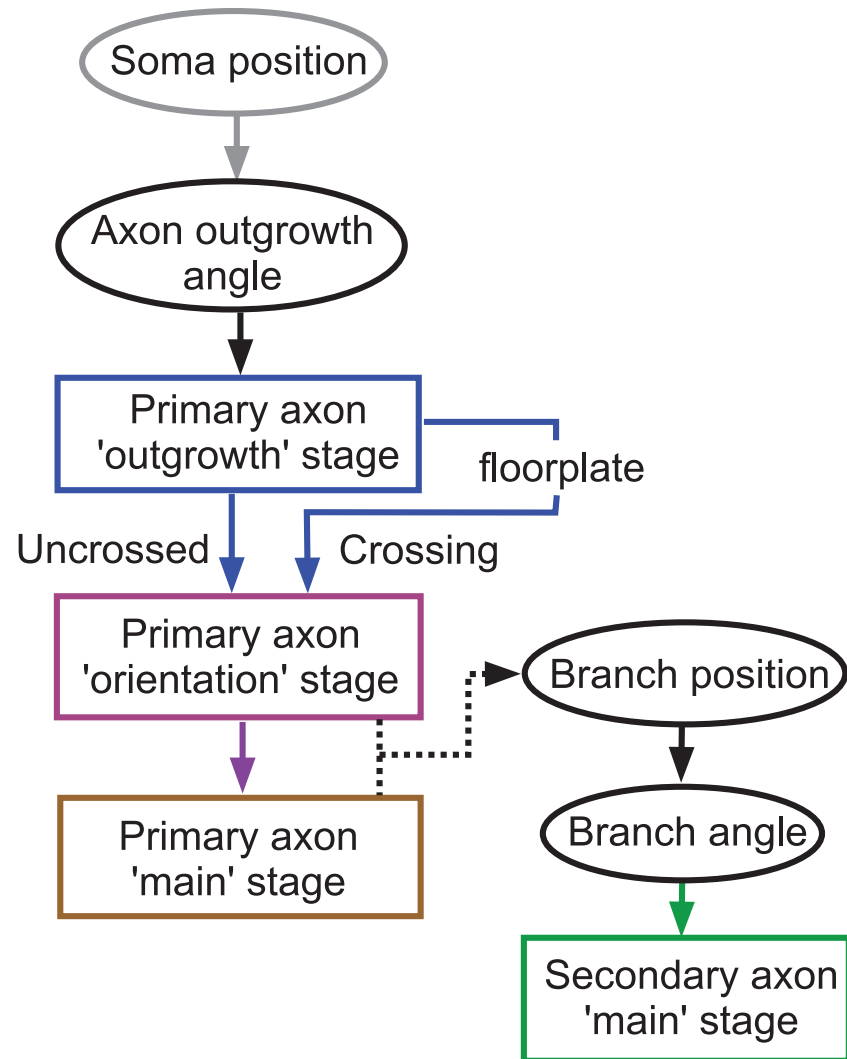 Soma position
Axon outgrowth
angle
Primary axon
'outgrowth' stage
floorplate
Uncrossed
Crossing
Primary axon
'orientation' stage
Branch position
Primary axon
'main' stage
Branch angle
Secondary axon
'main' stage